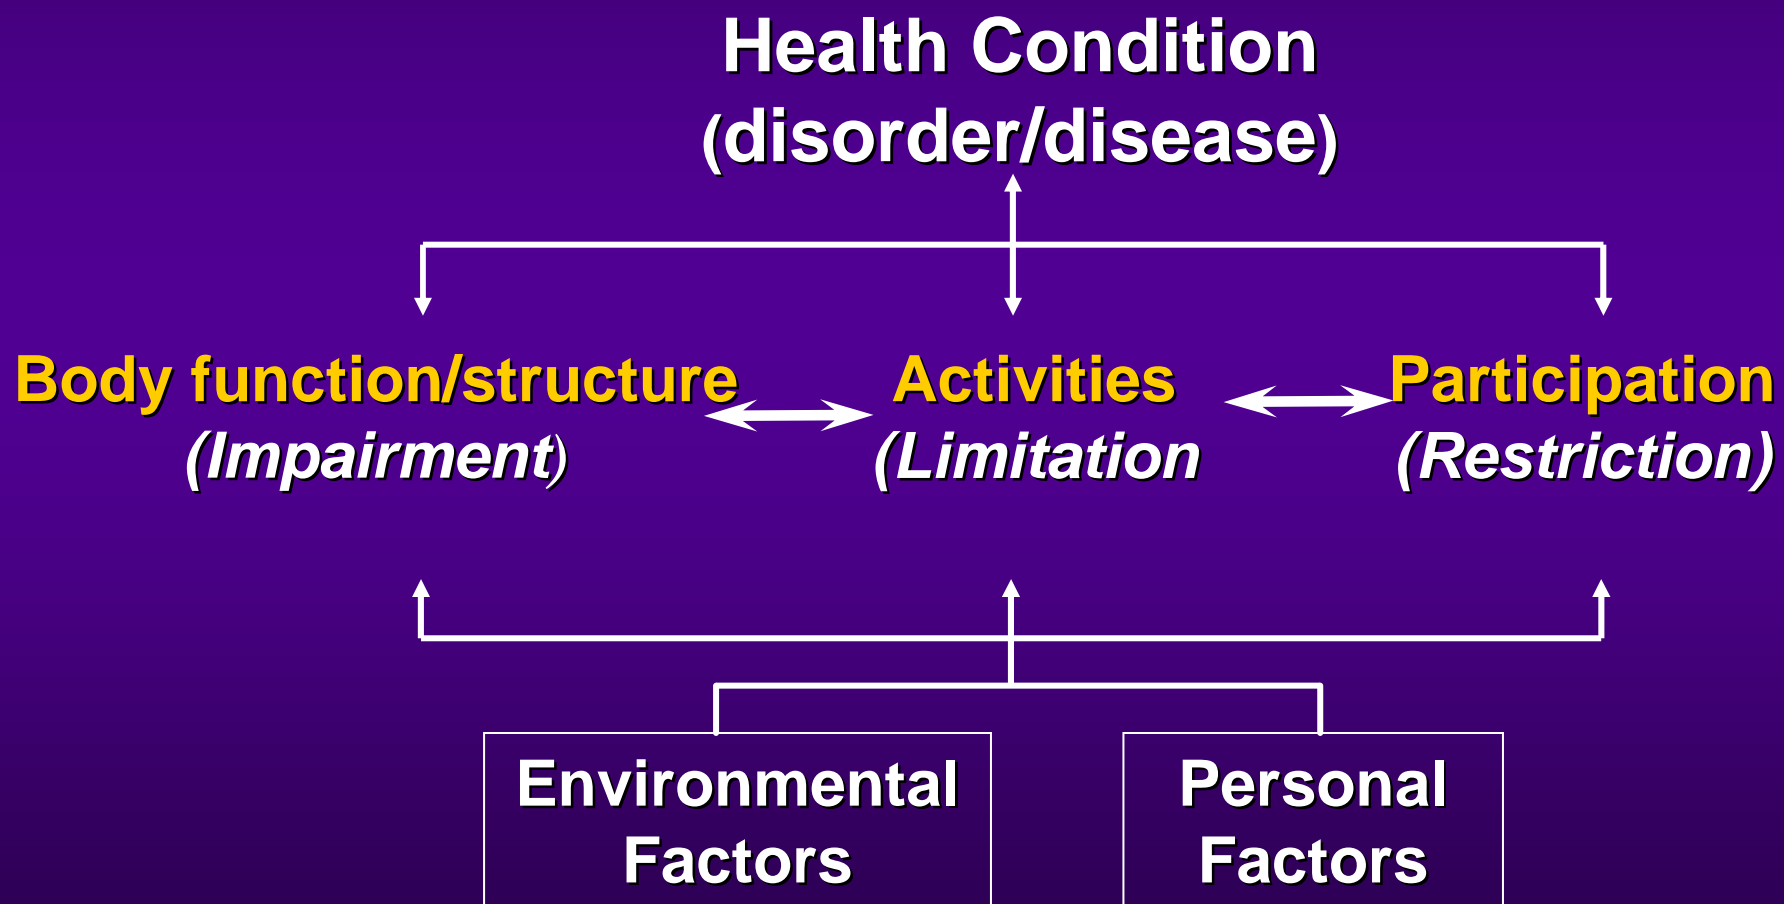 Health Condition
(disorder/disease)
Body function/structure
(Impairment)
Activities
(Limitation
Participation
(Restriction)
Environmental
Factors
Personal
Factors